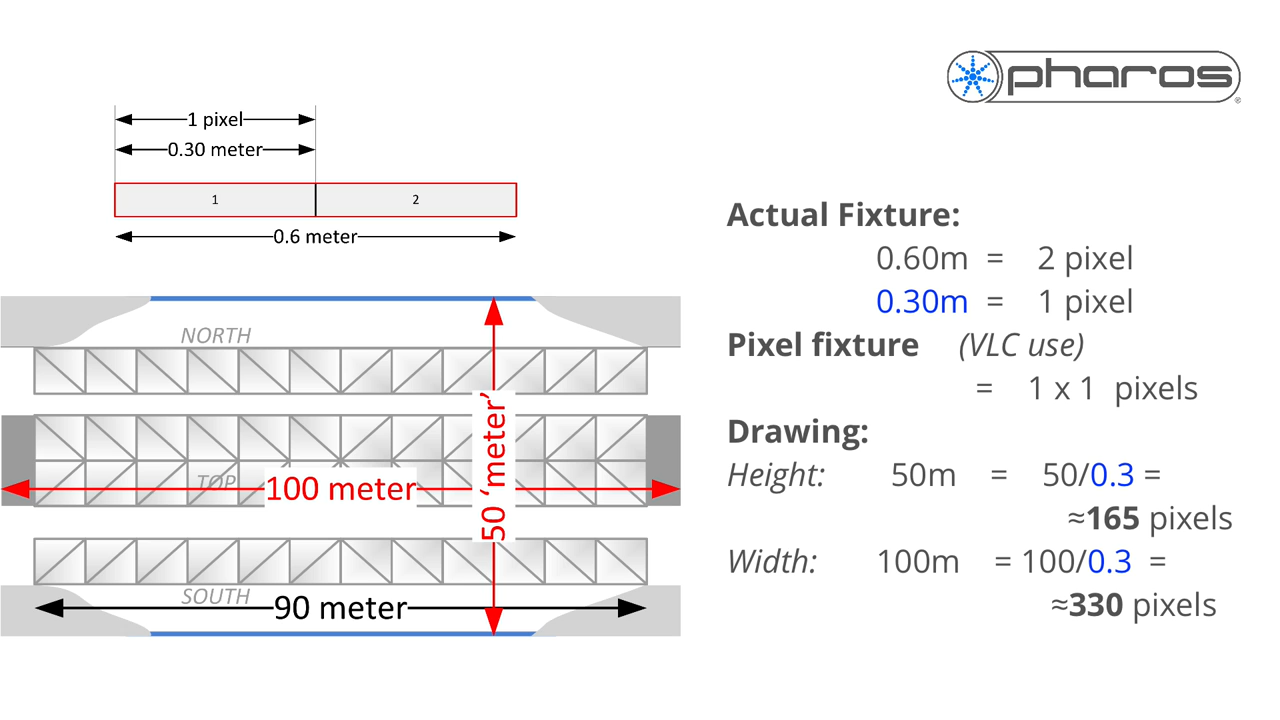 pharos®
1 pixel
0.30 meter
1 2
0.6 meter
NORTH
TOP
100 meter
50 ‘meter’
SOUTH
90 meter
Actual Fixture:
0.60m = 2 pixel
0.30m = 1 pixel
Pixel fixture (VLC use)
= 1 x 1 pixels
Drawing:
Height: 50m = 50/0.3 =
≈165 pixels
Width: 100m = 100/0.3 =
≈330 pixels